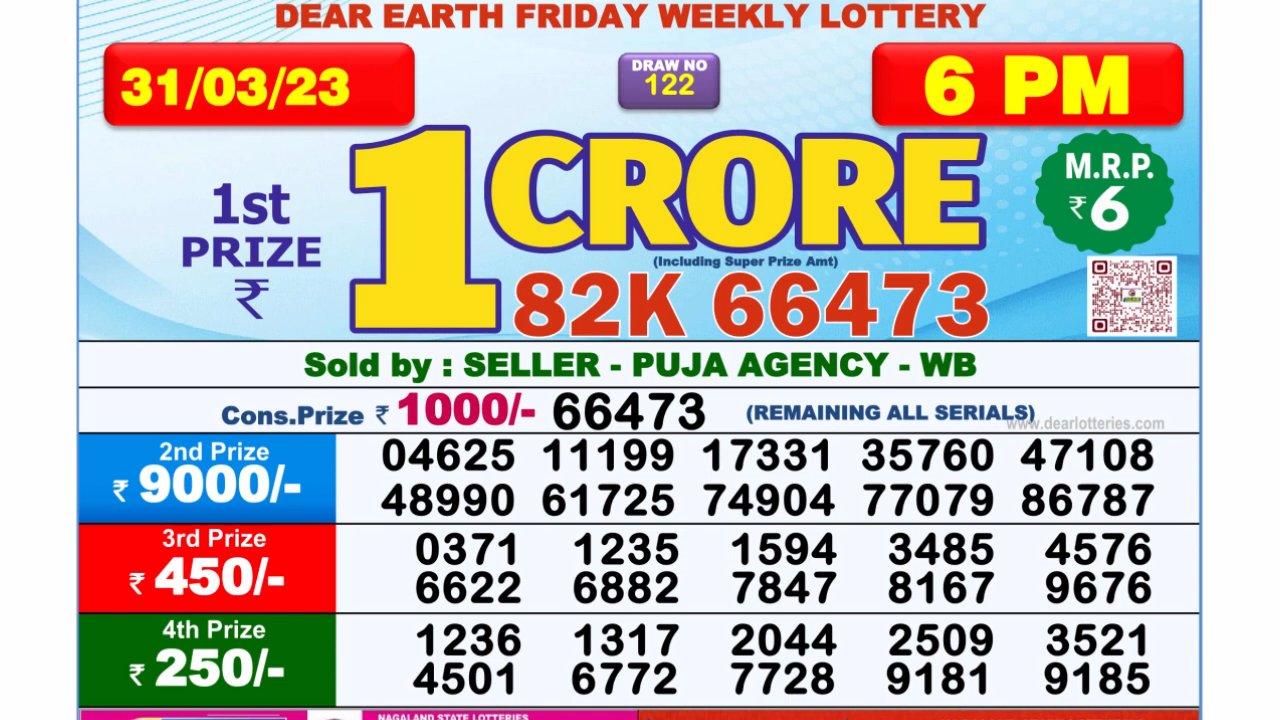 DEAR EARTH FRIDAY WEEKLY LOTTERY
31/03/23
DRAW NO
122
6 PM
1st
PRIZE
₹
1 CRORE
(Including Super Prize Amt)
82K 66473
M.R.P.
₹6
Sold by : SELLER - PUJA AGENCY - WB
Cons.Prize ₹ 1000/- 66473 (REMAINING ALL SERIALS)
www.dearlotteries.com
2nd Prize
₹ 9000/-
04625 11199 17331 35760 47108
48990 61725 74904 77079 86787
3rd Prize
₹ 450/-
0371 1235 1594 3485 4576
6622 6882 7847 8167 9676
4th Prize
₹ 250/-
1236 1317 2044 2509 3521
4501 6772 7728 9181 9185
NAGALAND STATE LOTTERIES